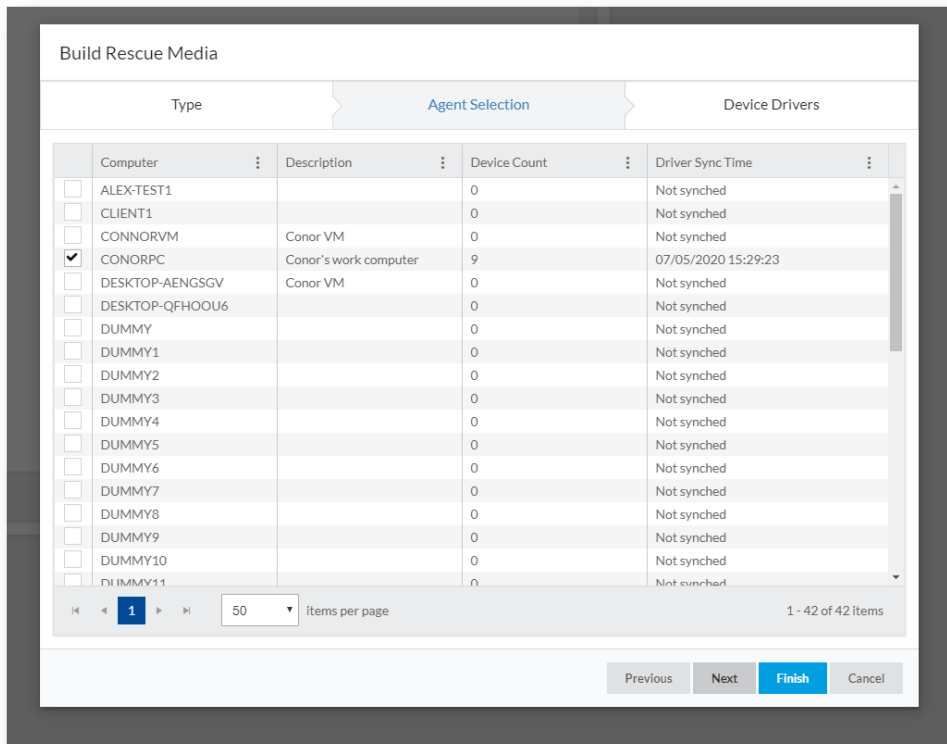 Build Rescue Media
Type Agent Selection Device Drivers
Computer Description Device Count Driver Sync Time
ALEX-TEST1 0 Not synched
CLIENT1 0 Not synched
CONNORVM Conor VM 0 Not synched
CONORPC Conor's work computer 9 07/05/2020 15:29:23
DESKTOP-AENGSGV Conor VM 0 Not synched
DESKTOP-QFHOOU6 0 Not synched
DUMMY 0 Not synched
DUMMY1 0 Not synched
DUMMY2 0 Not synched
DUMMY3 0 Not synched
DUMMY4 0 Not synched
DUMMY5 0 Not synched
DUMMY6 0 Not synched
DUMMY7 0 Not synched
DUMMY8 0 Not synched
DUMMY9 0 Not synched
DUMMY10 0 Not synched
DUMMY11 0 Not synched
1 50 items per page 1 - 42 of 42 items
Previous Next Finish Cancel